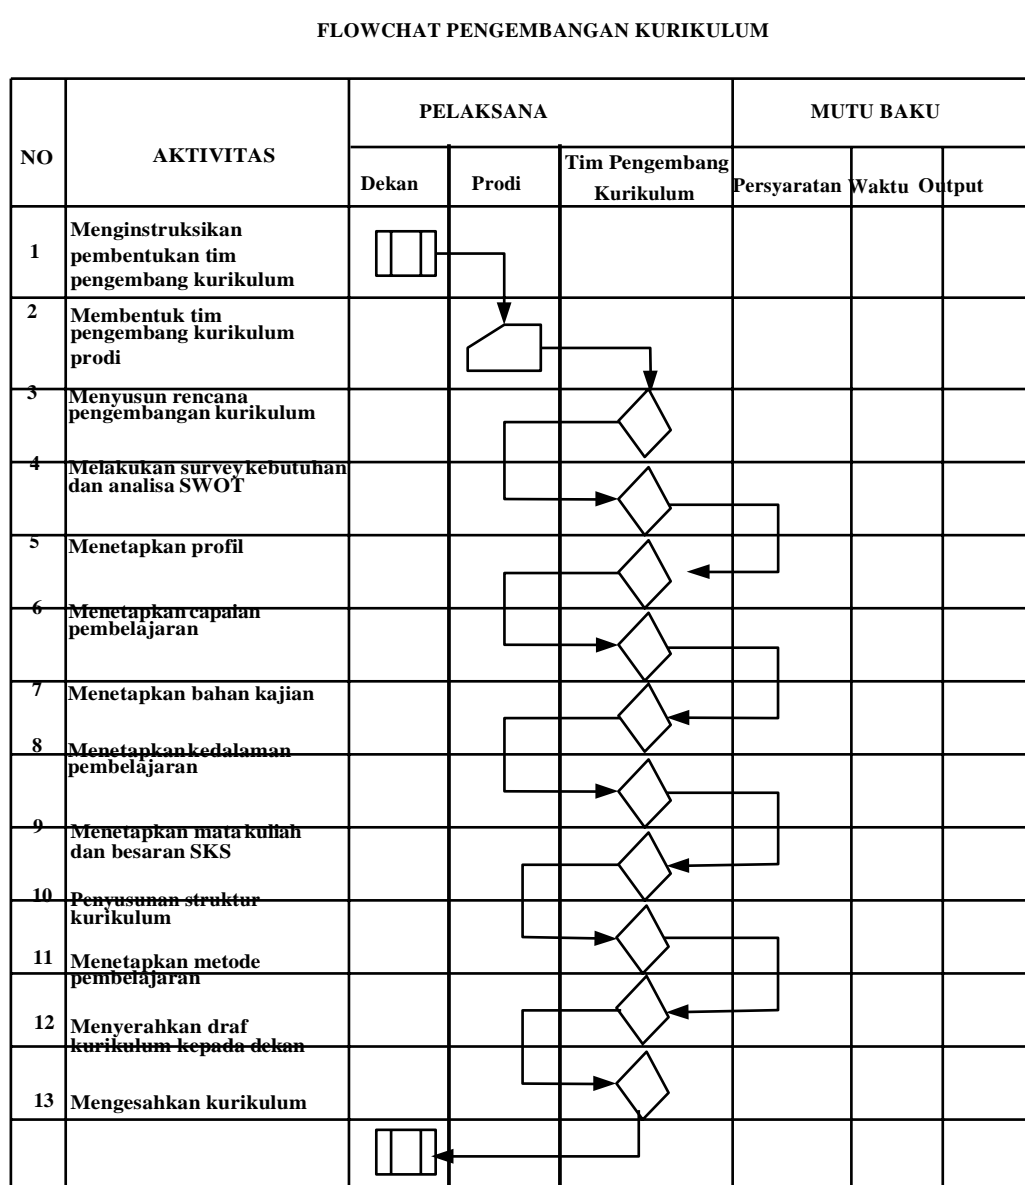 FLOWCHAT PENGEMBANGAN KURIKULUM
NO
AKTIVITAS
PELAKSANA
MUTU BAKU
Dekan
Prodi
Tim Pengembang
Kurikulum
Persyaratan
Waktu
Output
1
Menginstruksikan
pembentukan tim
pengembang kurikulum
2
Membentuk tim
pengembang kurikulum
prodi
3
Menyusun rencana
pengembangan kurikulum
4
Melakukan survey kebutuhan
dan analisa SWOT
5
Menetapkan profil
6
Menetapkan capaian
pembelajaran
7
Menetapkan bahan kajian
8
Menetapkan kedalaman
pembelajaran
9
Menetapkan mata kuliah
dan besaran SKS
10
Penyusunan struktur
kurikulum
11
Menetapkan metode
pembelajaran
12
Menyerahkan draf
kurikulum kepada dekan
13
Mengesahkan kurikulum